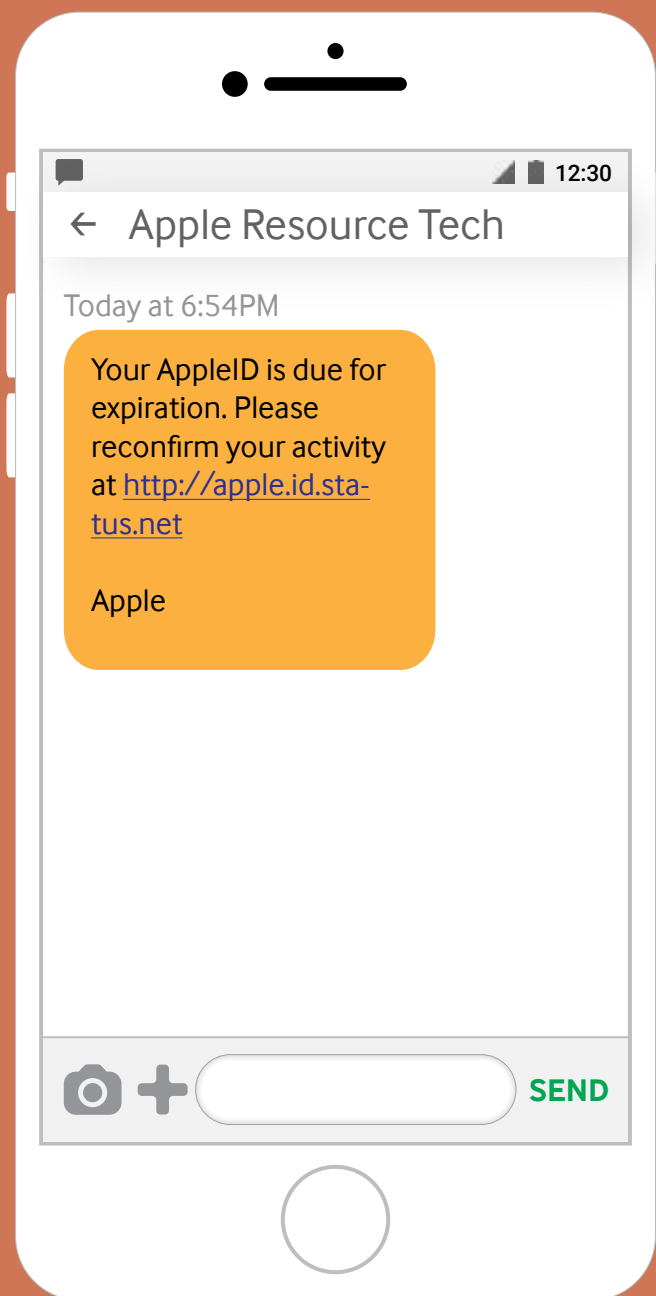 12:30
← Apple Resource Tech
Today at 6:54PM
Your AppleID is due for
expiration. Please
reconfirm your activity
at http://apple.id.sta-
tus.net
Apple
SEND